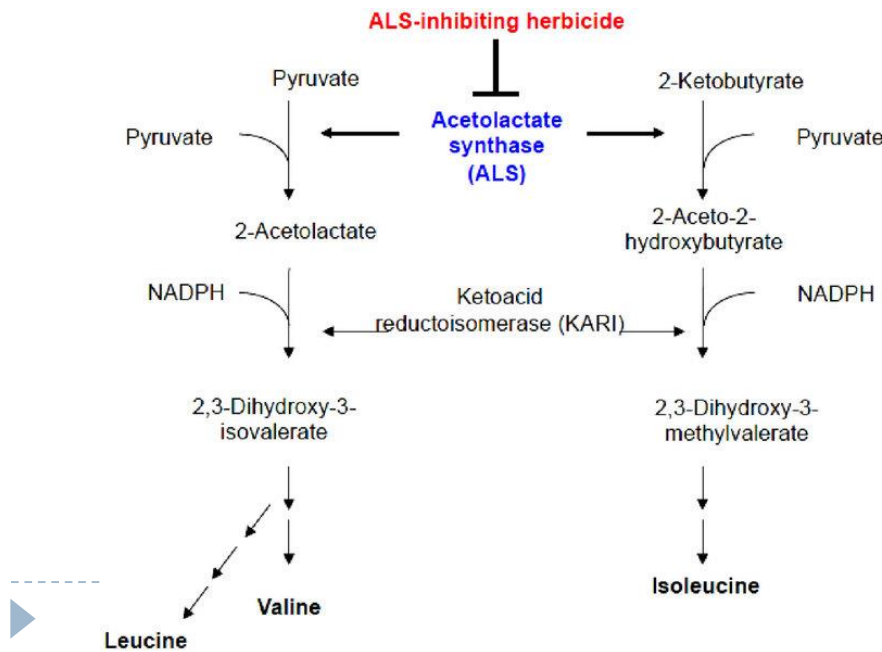 ALS-inhibiting herbicide
Pyruvate
2-Ketobutyrate
Pyruvate
Acetolactate
synthase
(ALS)
Pyruvate
2-Acetolactate
2-Aceto-2-
hydroxybutyrate
NADPH
Ketoacid
reductoisomerase (KARI)
NADPH
2,3-Dihydroxy-3-
isovalerate
2,3-Dihydroxy-3-
methylvalerate
Isoleucine
Valine
Leucine